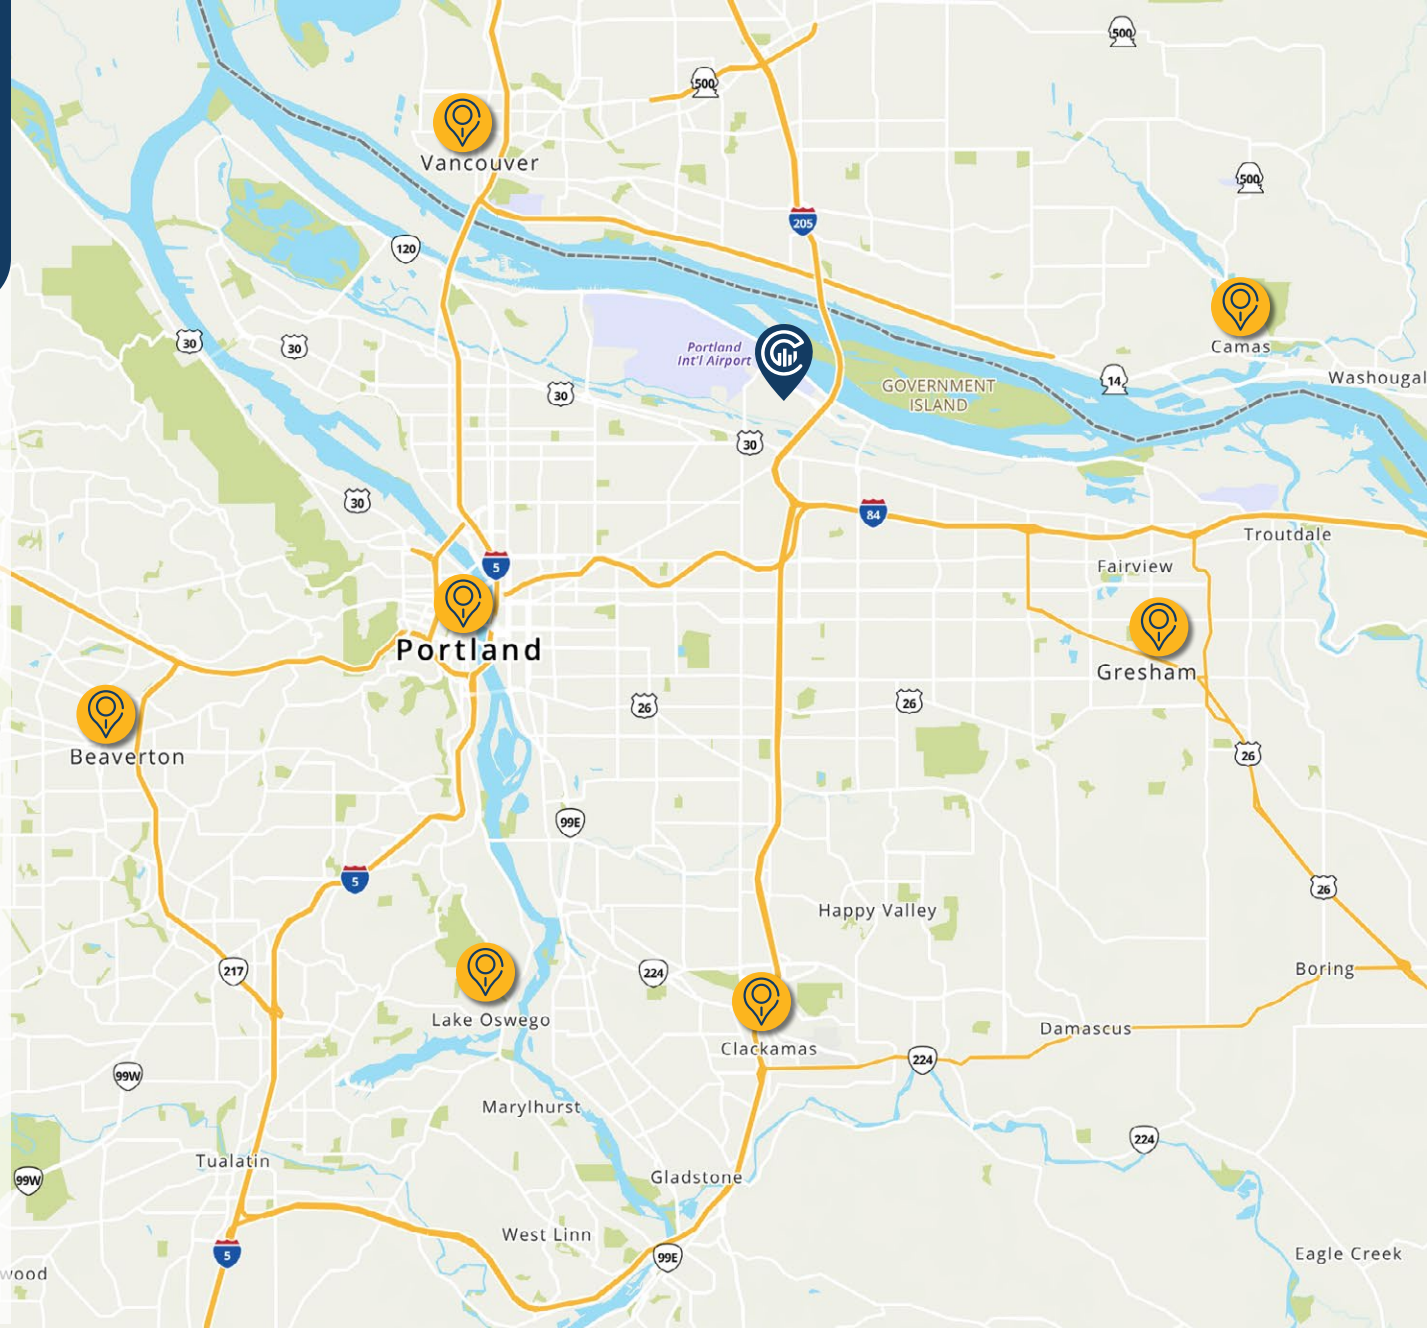 500
500
Vancouver
500
205
120
Camas
30
30
Portland
Int'l Airport
GOVERNMENT
ISLAND
14
Washougal
30
30
30
84
Troutdale
5
Fairview
Portland
Gresham
26
26
Beaverton
26
99E
5
26
Happy Valley
217
224
Boring
Lake Oswego
Damascus
Clackamas
224
99W
Marylhurst
224
Tualatin
99W
Gladstone
West Linn
5
99E
Eagle Creek
wood